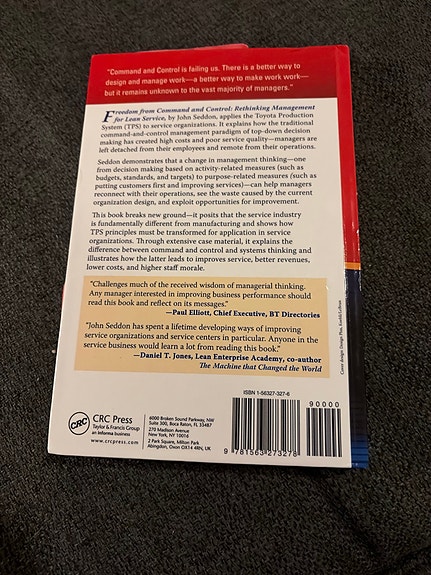 "Command and Control is failing us. There is a better way to
design and manage work—a better way to make work work—
but it remains unknown to the vast majority of managers."
Freedom from Command and Control: Rethinking Management
for Lean Service, by John Seddon, applies the Toyota Production
System (TPS) to service organizations. It explains how the traditional
command-and-control management paradigm of top-down decision
making has created high costs and poor service quality—managers are
left detached from their employees and remote from their operations.
Seddon demonstrates that a change in management thinking—one
from decision making based on activity-related measures (such as
budgets, standards, and targets) to purpose-related measures (such as
putting customers first and improving services)—can help managers
reconnect with their operations, see the waste caused by the current
organization design, and exploit opportunities for improvement.
This book breaks new ground—it posits that the service industry
is fundamentally different from manufacturing and shows how
TPS principles must be transformed for application in service
organizations. Through extensive case material, it explains the
difference between command and control and systems thinking and
illustrates how the latter leads to improves service, better revenues,
lower costs, and higher staff morale.
"Challenges much of the received wisdom of managerial thinking.
Any manager interested in improving business performance should
read this book and reflect on its messages."
—Paul Elliott, Chief Executive, BT Directories
"John Seddon has spent a lifetime developing ways of improving
service organizations and service centers in particular. Anyone in the
service business would learn a lot from reading this book."
—Daniel T. Jones, Lean Enterprise Academy, co-author
The Machine that Changed the World
CRC
CRC Press
Taylor & Francis Group
an informa business
www.crcpress.com
6000 Broken Sound Parkway, NW
Suite 300, Boca Raton, FL 33487
270 Madison Avenue
New York, NY 10016
2 Park Square, Milton Park
Abingdon, Oxon OX14 4RN, UK
ISBN 1-56327-327-6
90000
9 781563 273278
Cover design: Design Plus,